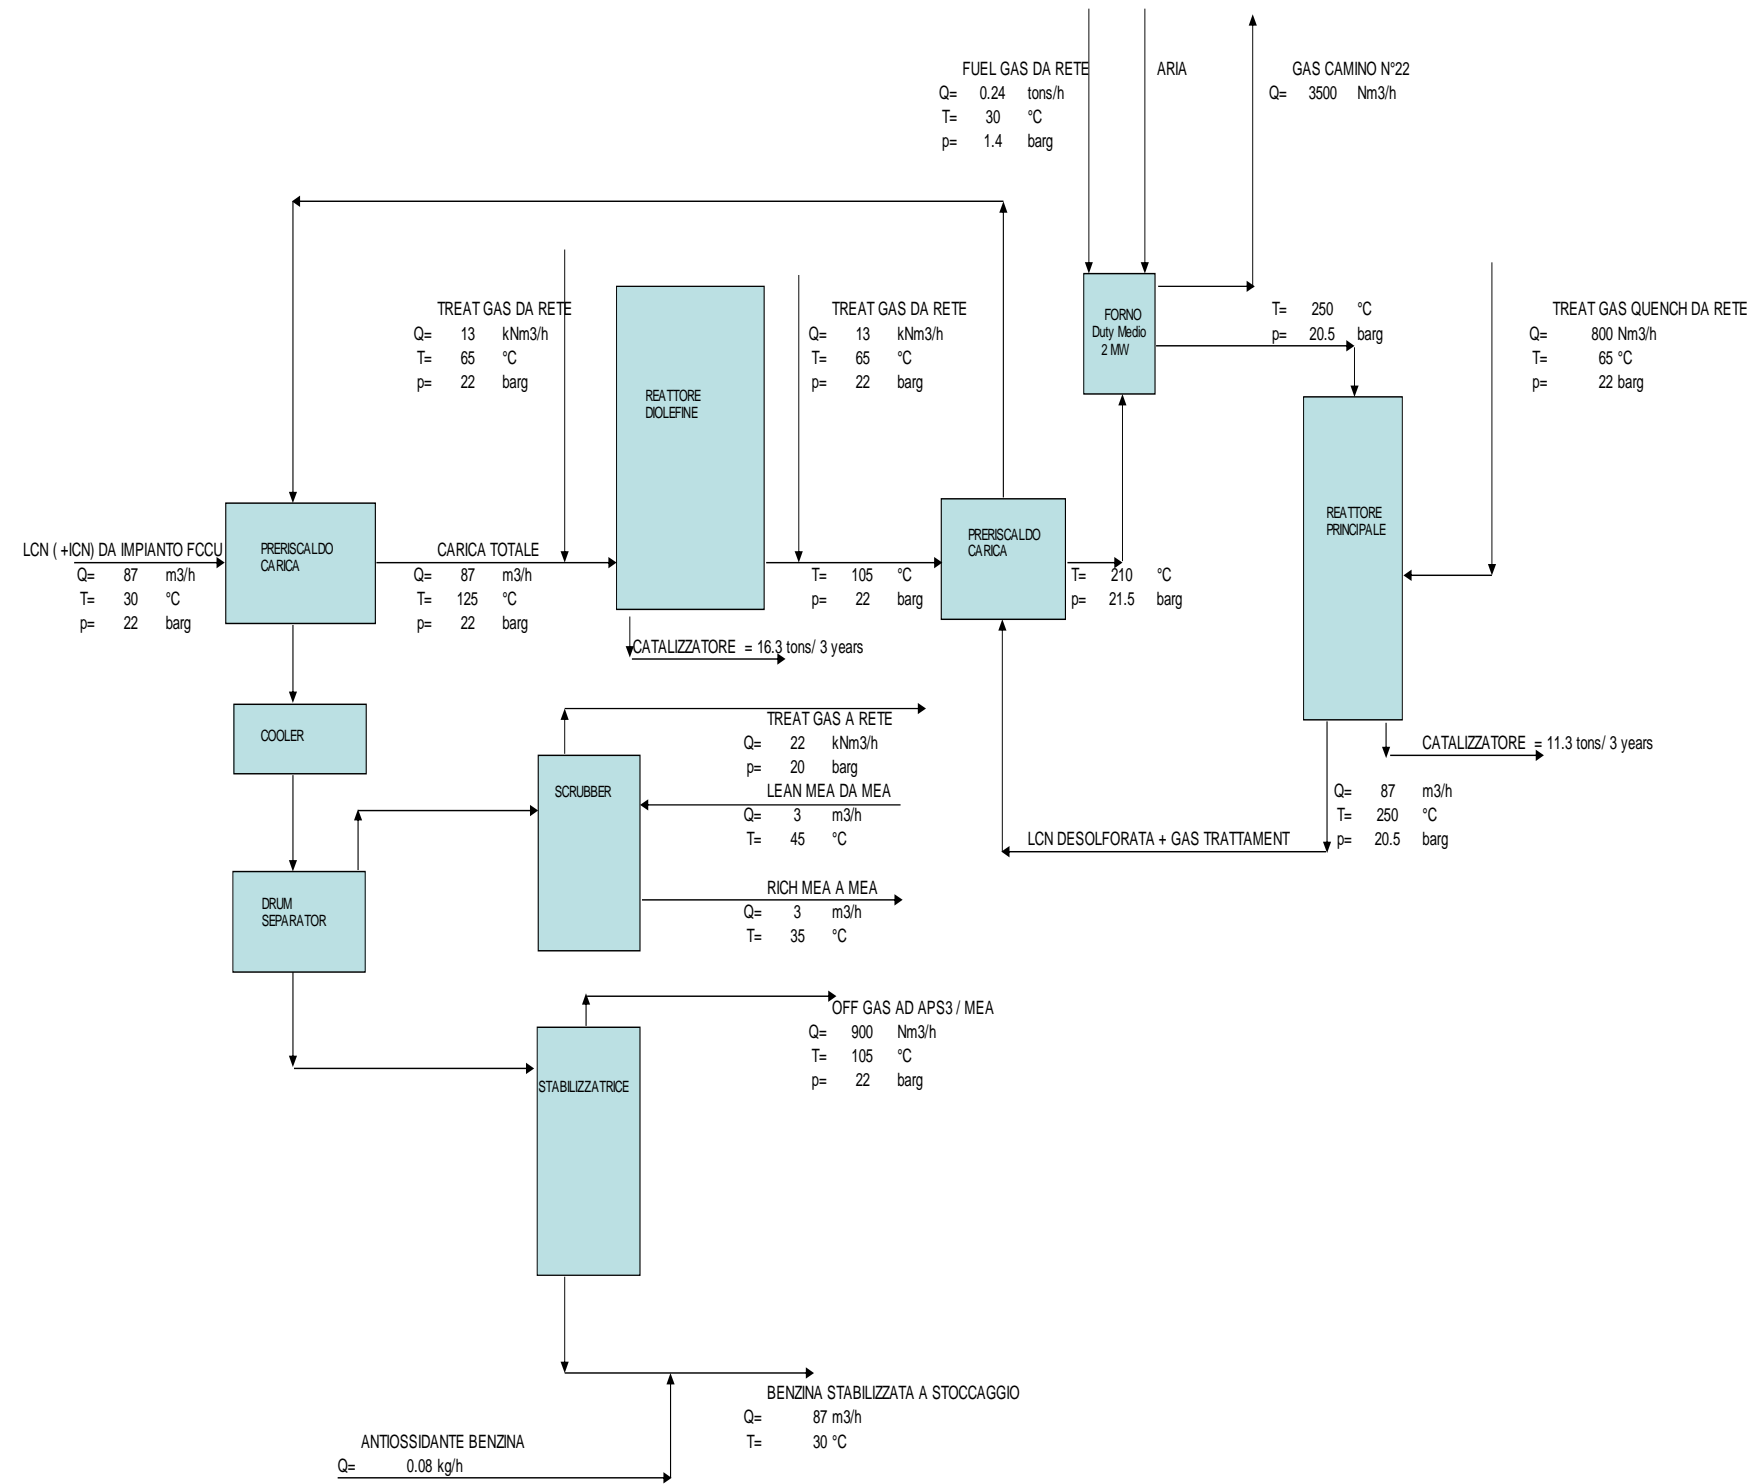 FUEL GAS DA RETE
Q= 0.24 tons/h
T= 30 °C
p= 1.4 barg
ARIA
GAS CAMINO N°22
Q= 3500 Nm3/h
TREAT GAS DA RETE
Q= 13 kNm3/h
T= 65 °C
p= 22 barg
REATTORE
DIOLEFINE
TREAT GAS DA RETE
Q= 13 kNm3/h
T= 65 °C
p= 22 barg
FORNO
Duty Medio
2 MW
T= 250 °C
p= 20.5 barg
TREAT GAS QUENCH DA RETE
Q= 800 Nm3/h
T= 65 °C
p= 22 barg
LCN ( +ICN) DA IMPIANTO FCCU
Q= 87 m3/h
T= 30 °C
p= 22 barg
PRERISCALDO
CARICA
CARICA TOTALE
Q= 87 m3/h
T= 125 °C
p= 22 barg
T= 105 °C
p= 22 barg
PRERISCALDO
CARICA
T= 210 °C
p= 21.5 barg
REATTORE
PRINCIPALE
CATALIZZATORE = 16.3 tons/ 3 years
COOLER
TREAT GAS A RETE
Q= 22 kNm3/h
p= 20 barg
SCRUBBER
LEAN MEA DA MEA
Q= 3 m3/h
T= 45 °C
CATALIZZATORE = 11.3 tons/ 3 years
Q= 87 m3/h
T= 250 °C
p= 20.5 barg
LCN DESOLFORATA + GAS TRATTAMENT
DRUM
SEPARATOR
RICH MEA A MEA
Q= 3 m3/h
T= 35 °C
OFF GAS AD APS3 / MEA
Q= 900 Nm3/h
T= 105 °C
p= 22 barg
STABILIZZATRICE
BENZINA STABILIZZATA A STOCCAGGIO
Q= 87 m3/h
T= 30 °C
ANTIOSSIDANTE BENZINA
Q= 0.08 kg/h